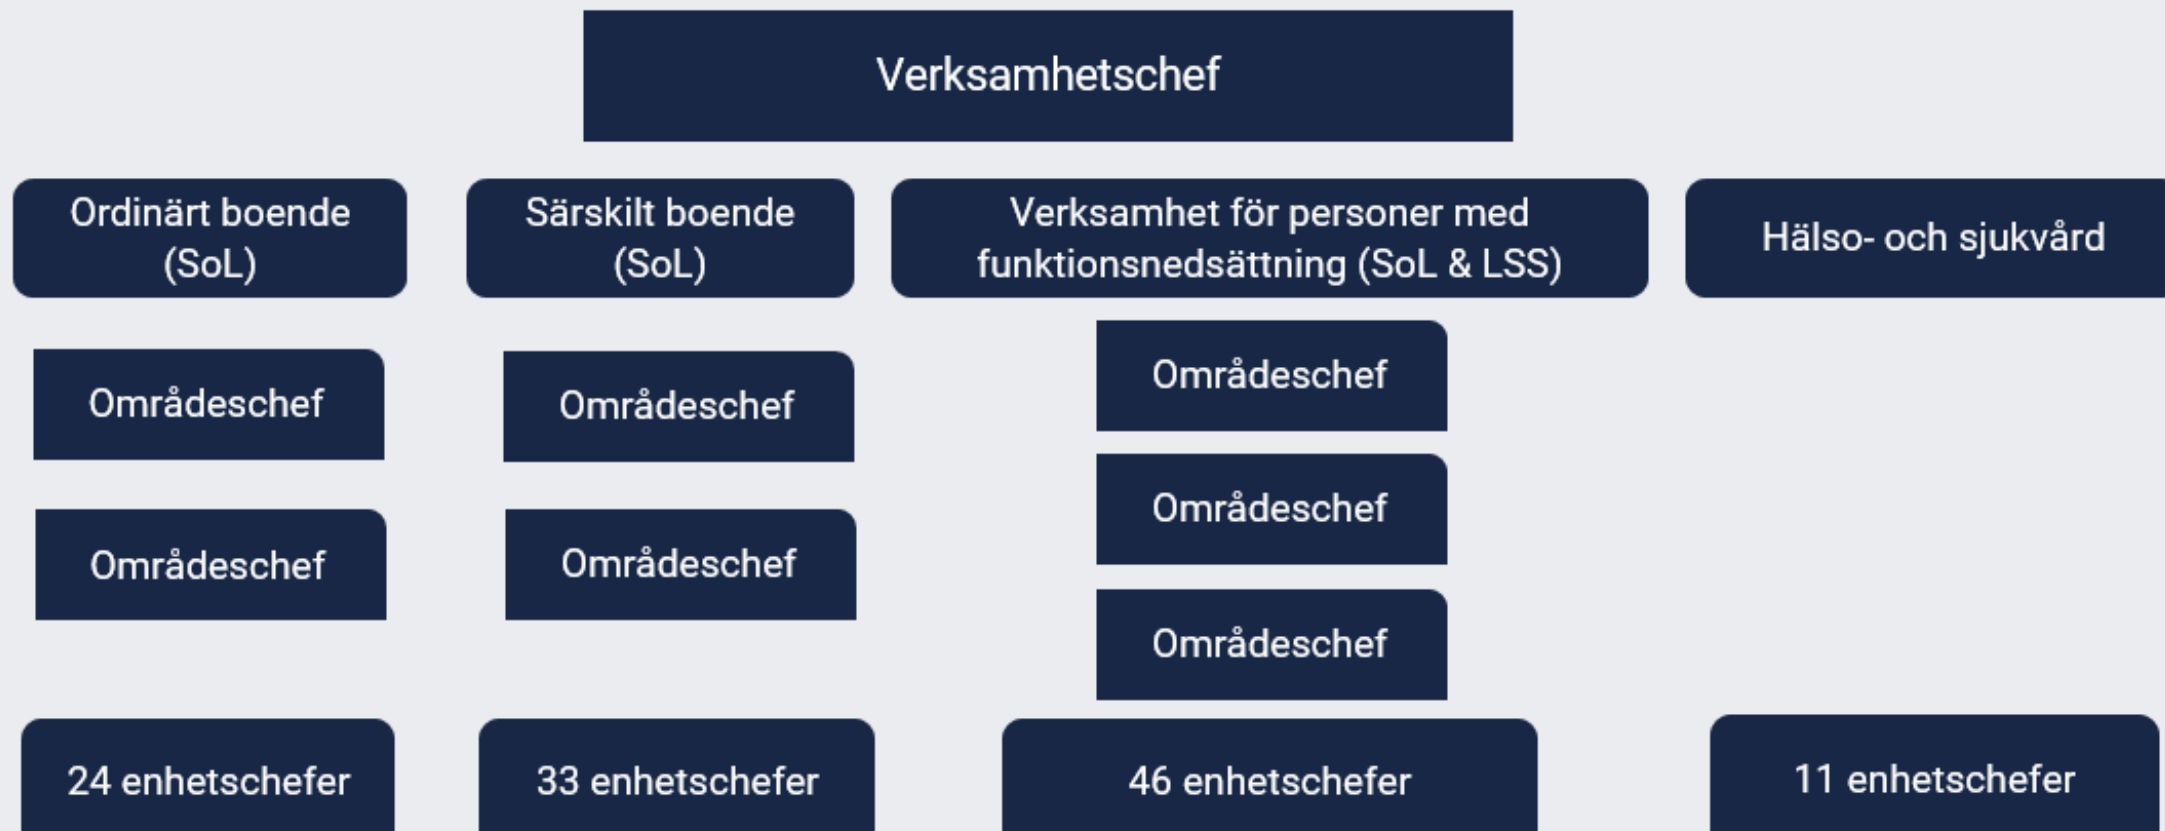 Verksamhetschef
Ordinärt boende
(SoL)
Särskilt boende
(SoL)
Verksamhet för personer med
funktionsnedsättning (SoL & LSS)
Hälso- och sjukvård
Områdeschef
Områdeschef
Områdeschef
Områdeschef
Områdeschef
Områdeschef
Områdeschef
24 enhetschefer
33 enhetschefer
46 enhetschefer
11 enhetschefer